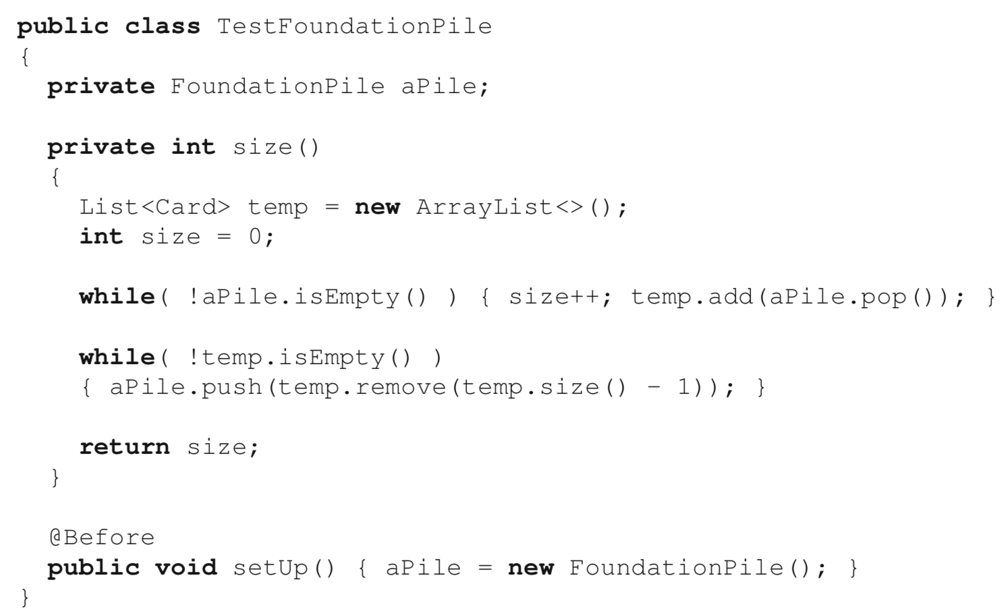 public class TestFoundationPile
{
  private FoundationPile aPile;

  private int size()
  {
    List<Card> temp = new ArrayList<>();
    int size = 0;

    while( !aPile.isEmpty() ) { size++; temp.add(aPile.pop()); }

    while( !temp.isEmpty() )
    { aPile.push(temp.remove(temp.size() - 1)); }

    return size;
  }

  @Before
  public void setUp() { aPile = new FoundationPile(); }
}